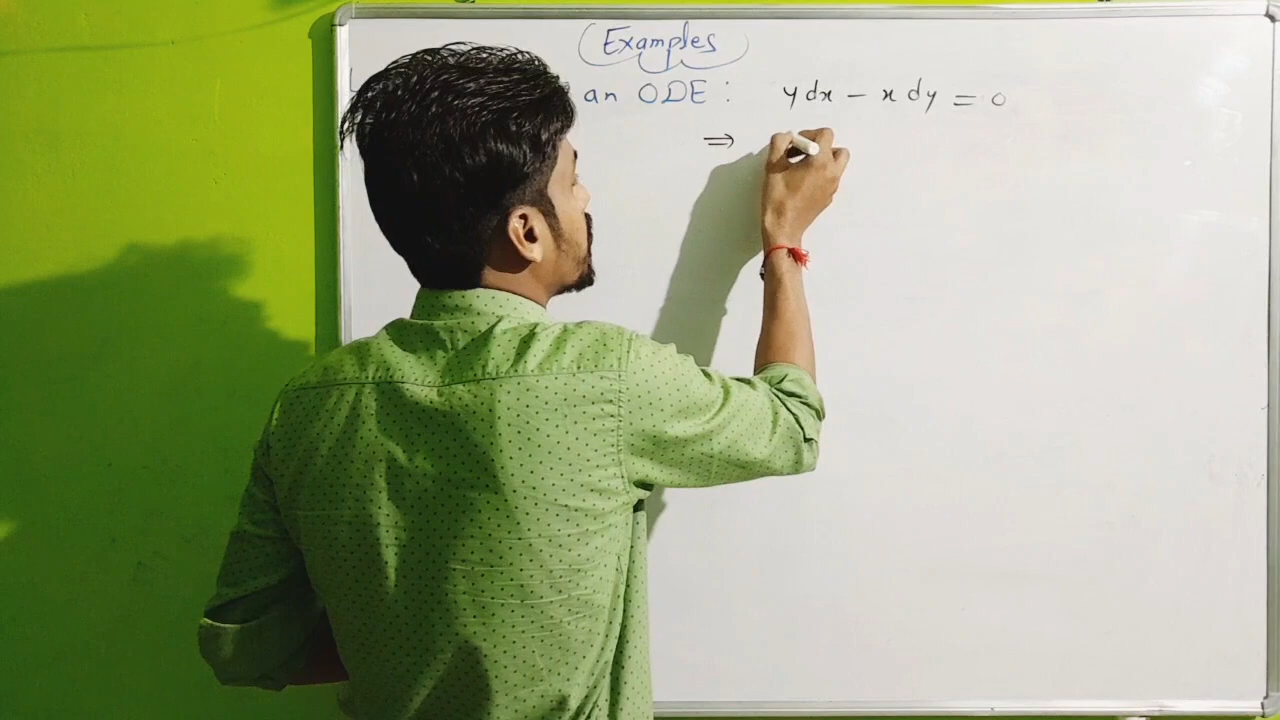 Examples
an ODE : y dx - x dy = 0
⇒